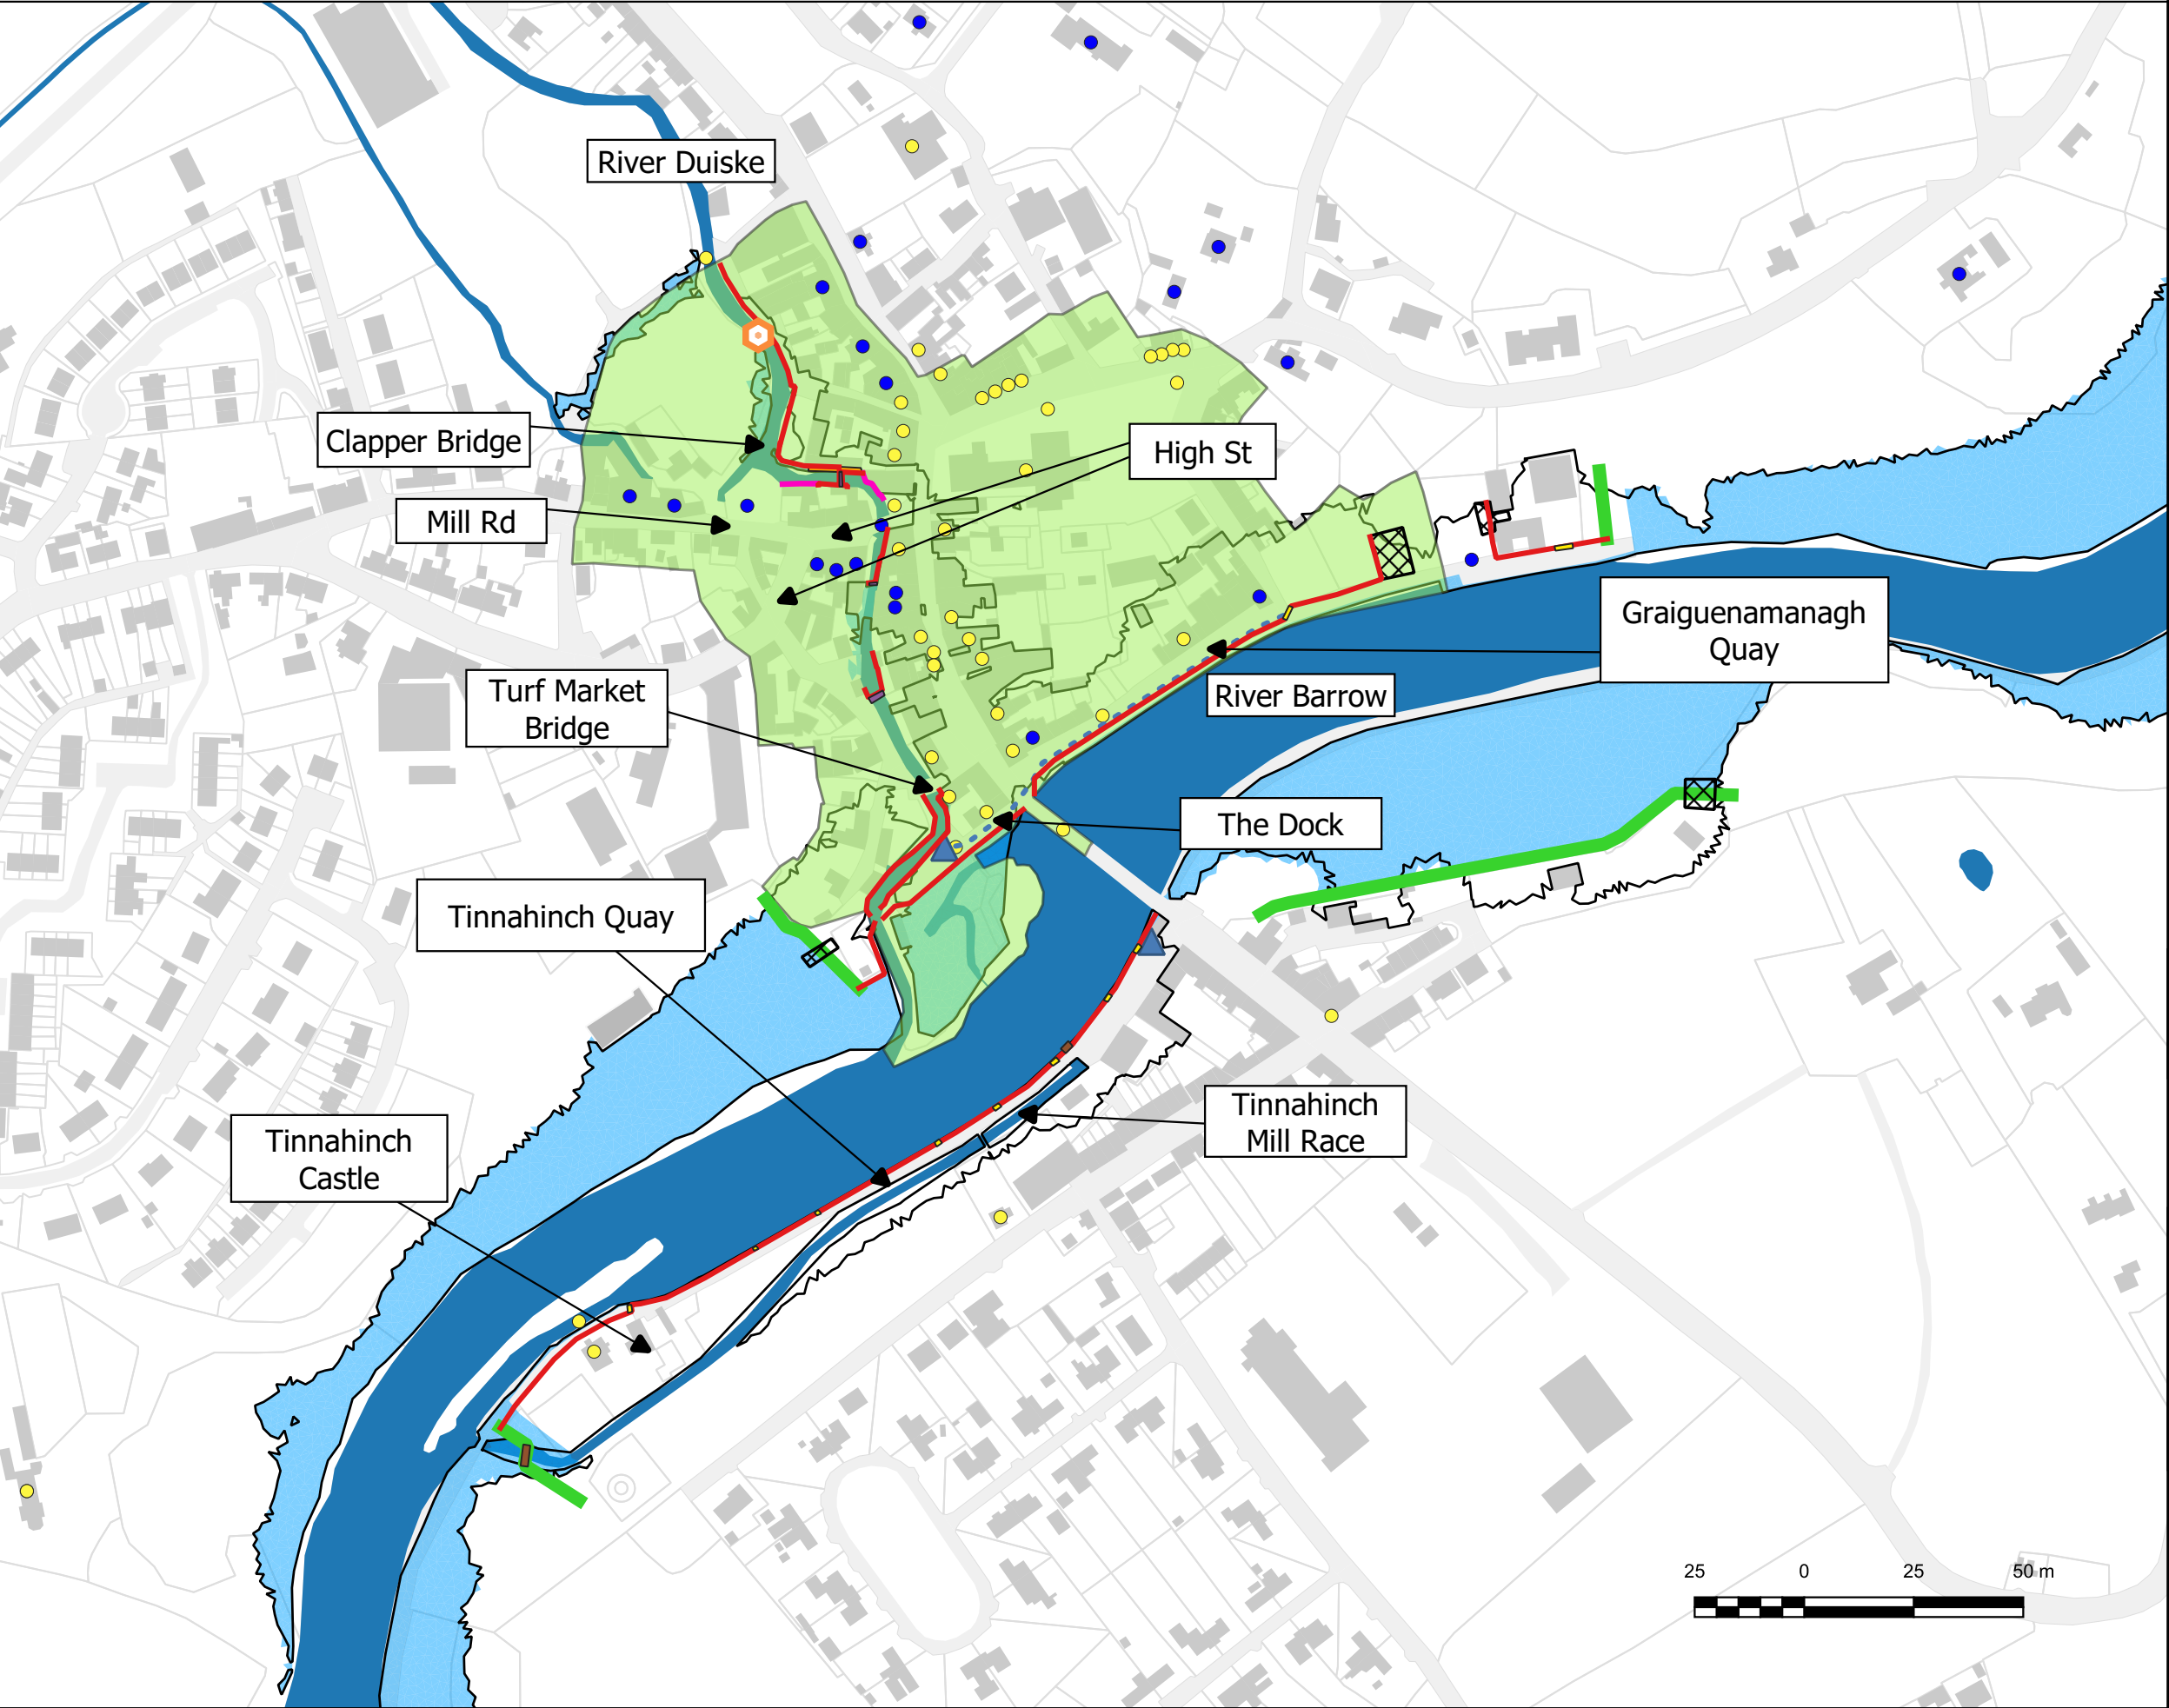 River Duiske
Clapper Bridge
High St
Mill Rd
Graiguenamanagh
Quay
Turf Market
Bridge
River Barrow
The Dock
Tinnahinch Quay
Tinnahinch
Mill Race
Tinnahinch
Castle
25 0 25 50 m